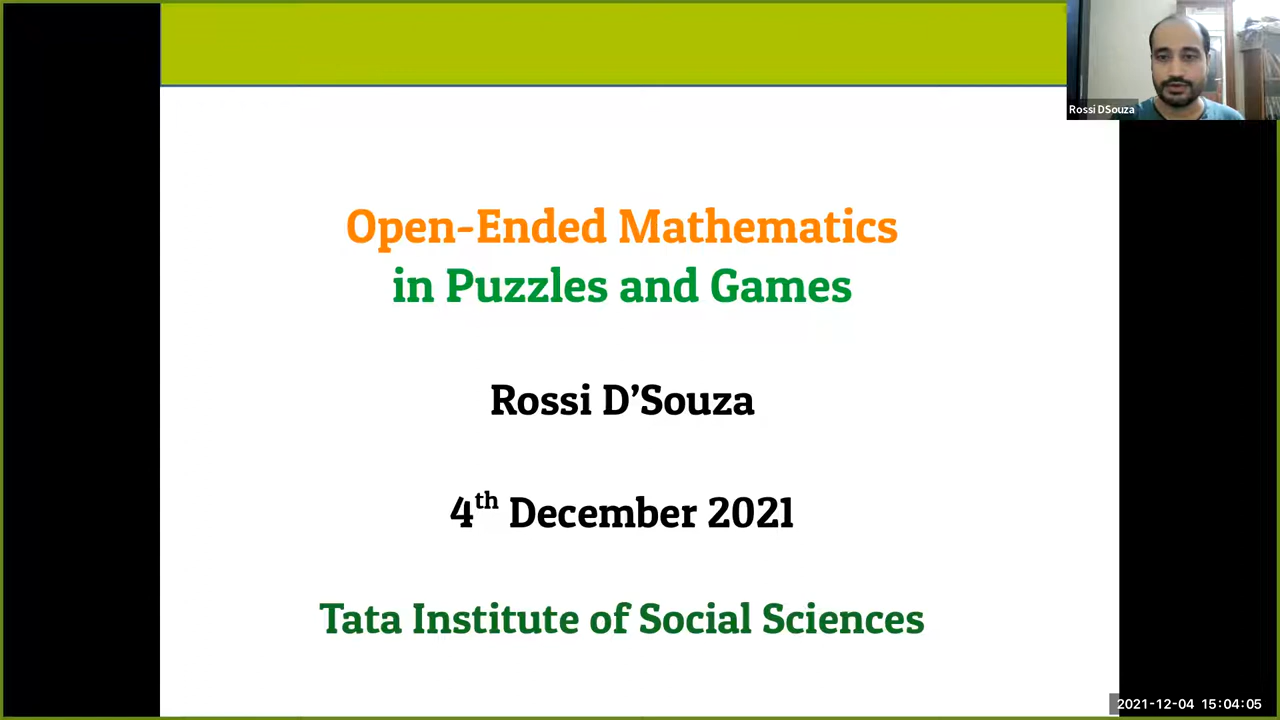 Rossi DSouza
Open-Ended Mathematics
in Puzzles and Games
Rossi D’Souza
4th December 2021
Tata Institute of Social Sciences
2021-12-04 15:04:05